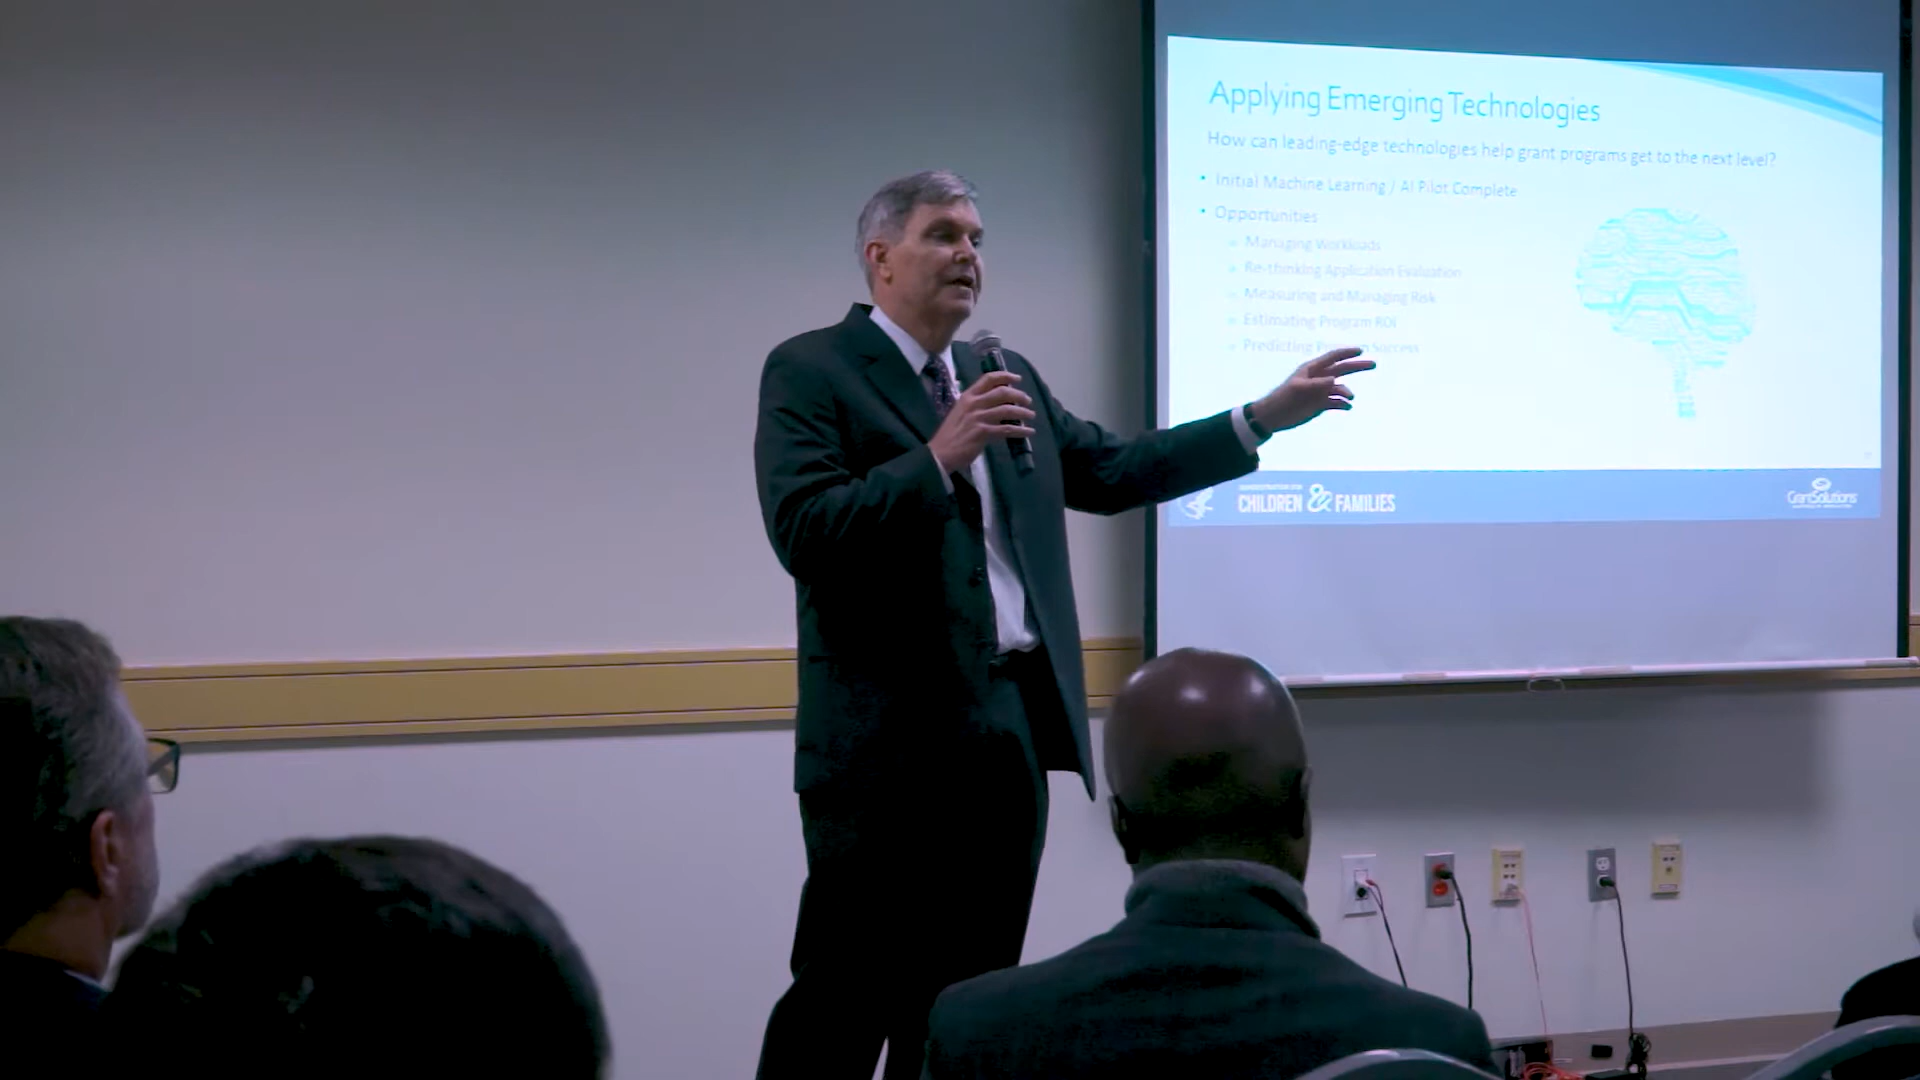 Applying Emerging Technologies
How can leading-edge technologies help grant programs get to the next level?
• Initial Machine Learning / AI Pilot Complete
• Opportunities
Managing Workloads
Re-thinking Application Evaluation
Measuring and Managing Risk
Estimating Program ROI
Predicting Success
CHILDREN & FAMILIES
GrantSolutions